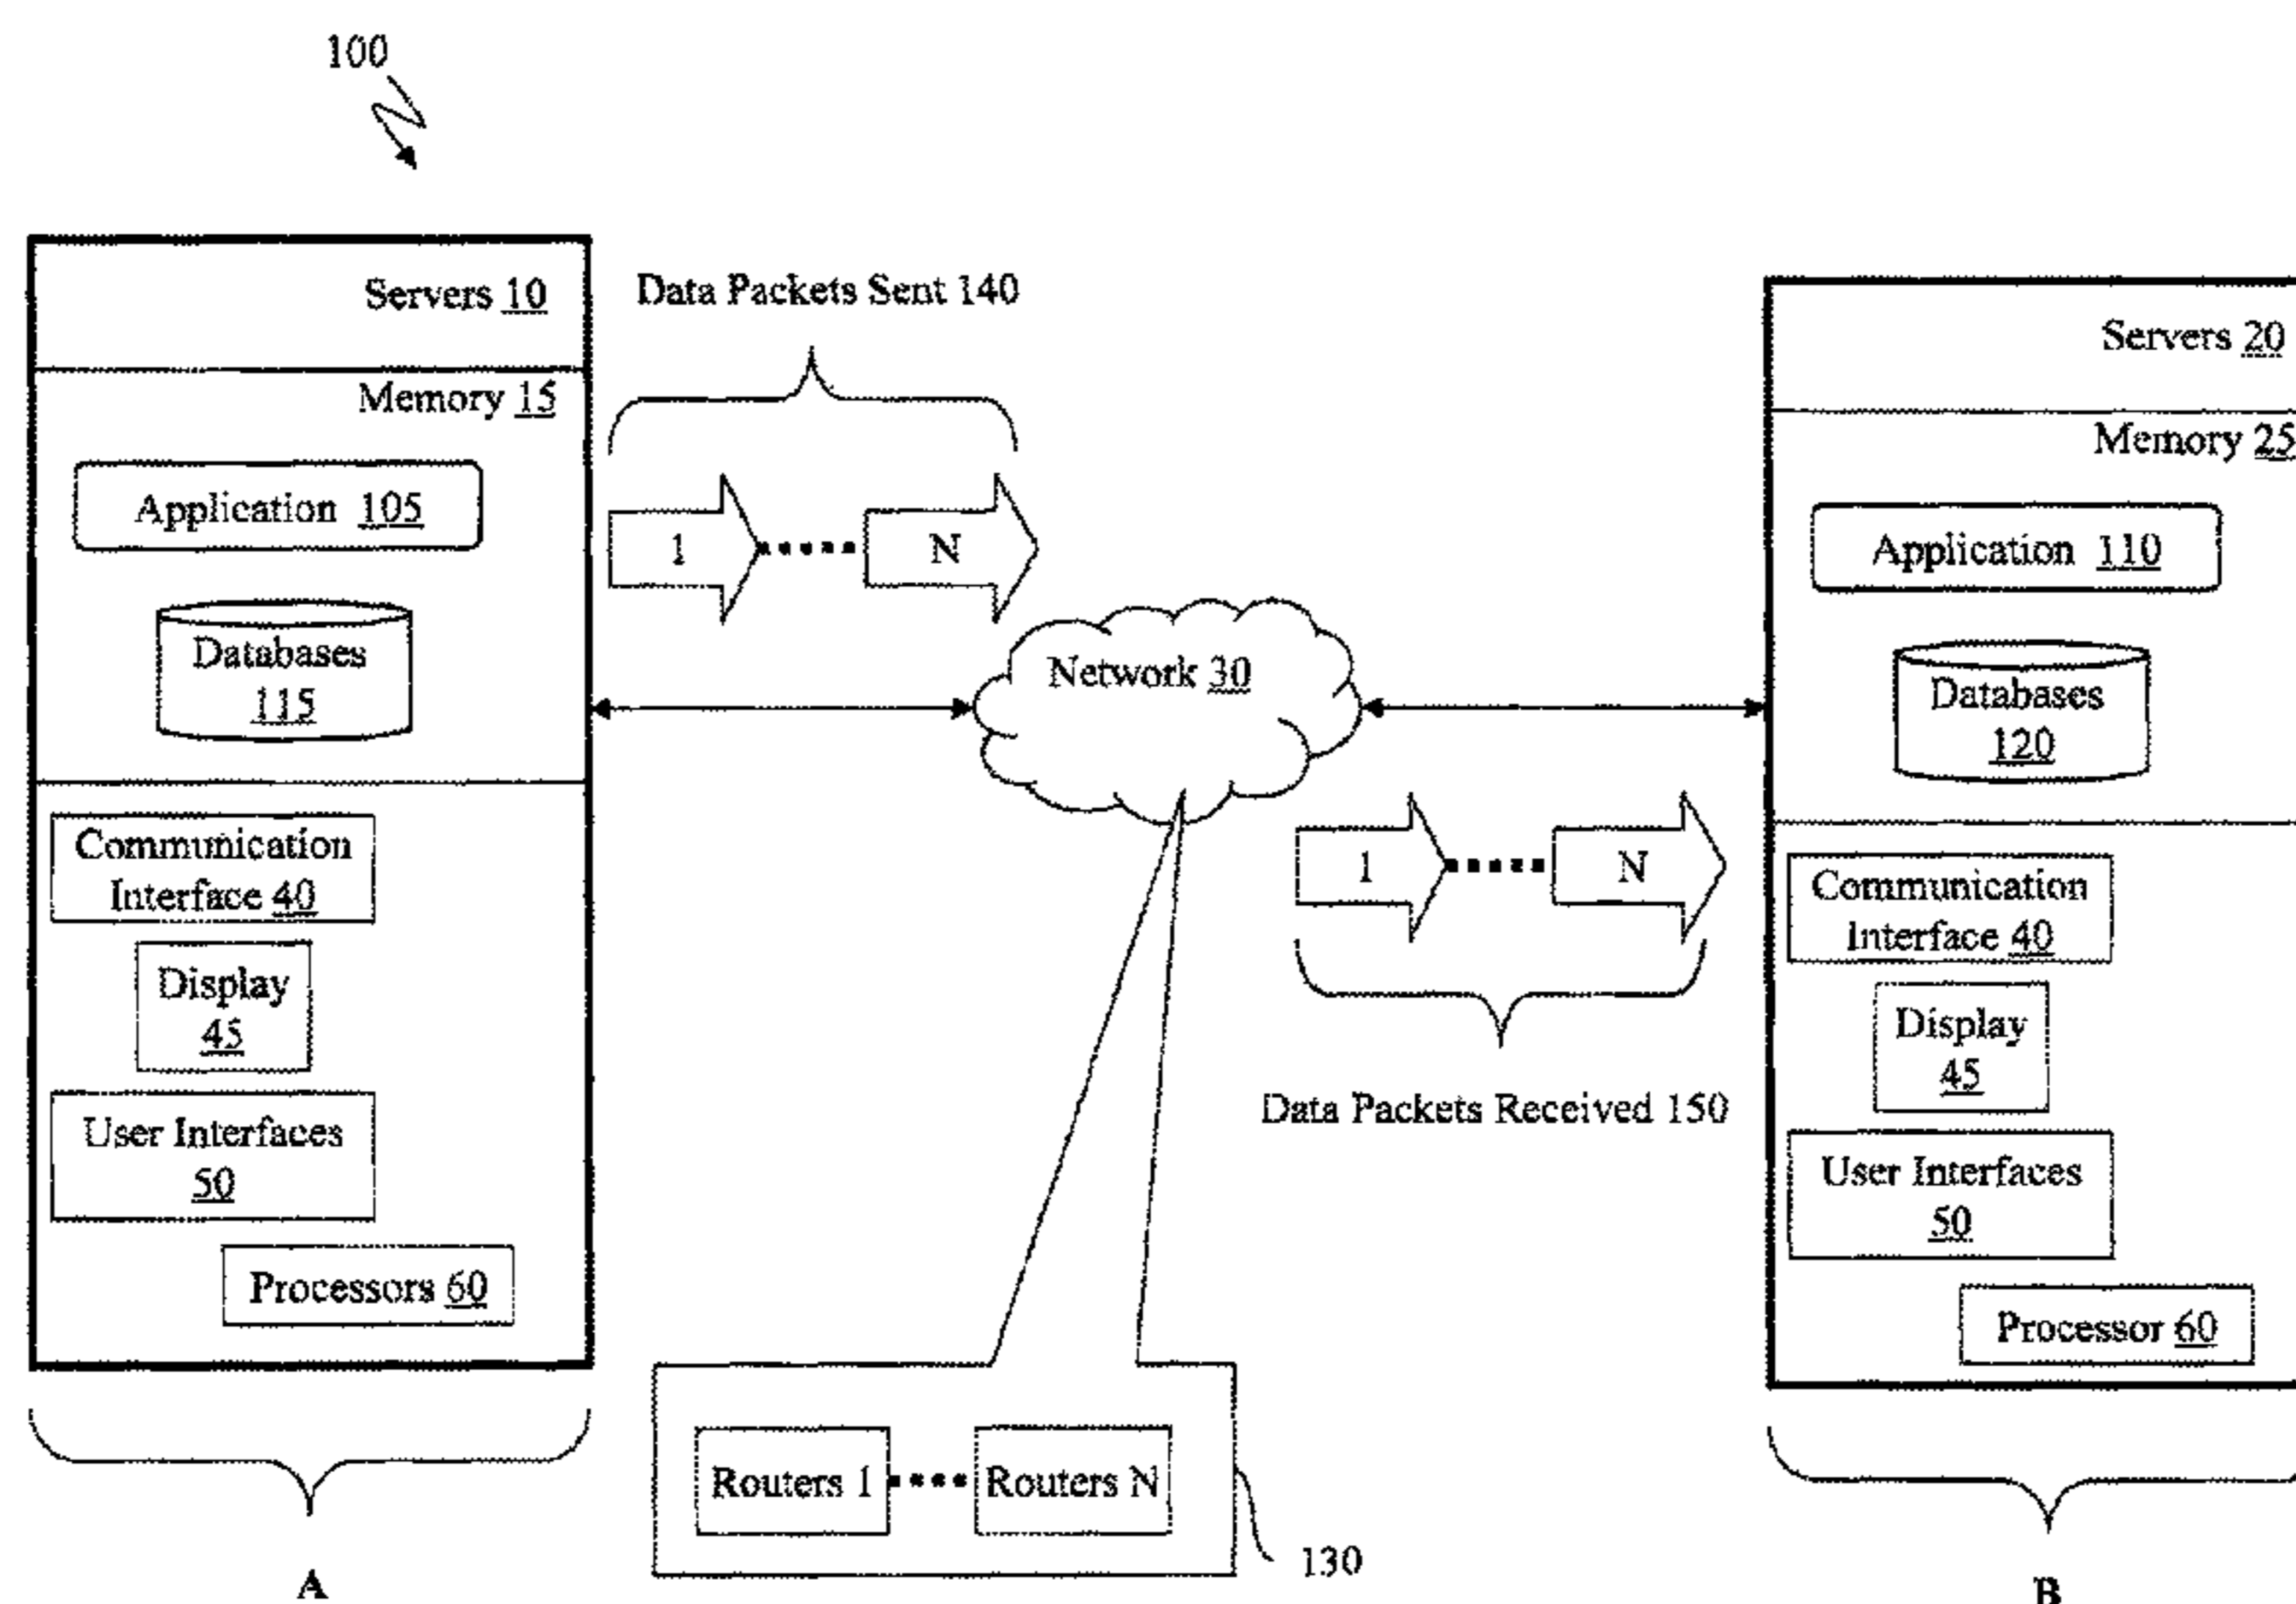 100
Servers 10
Memory 15
Application 105
Databases
115
Communication
Interface 40
Display
45
User Interfaces
50
Processors 60
A
Data Packets Sent 140
1
N
Network 30
1
N
Data Packets Received 150
Routers 1
Routers N
130
Servers 20
Memory 25
Application 110
Databases
120
Communication
Interface 40
Display
45
User Interfaces
50
Processor 60
B